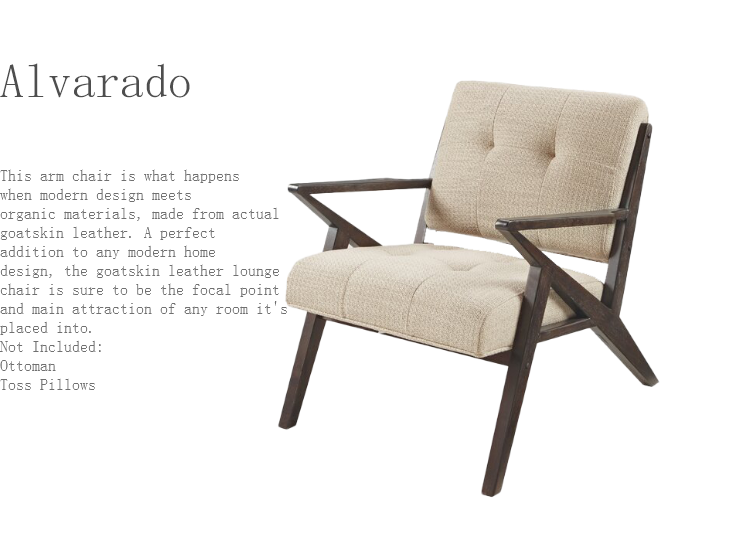 Alvarado
This arm chair is what happens
when modern design meets
organic materials, made from actual
goatskin leather. A perfect
addition to any modern home
design, the goatskin leather lounge
chair is sure to be the focal point
and main attraction of any room it's
placed into.
Not Included:
Ottoman
Toss Pillows